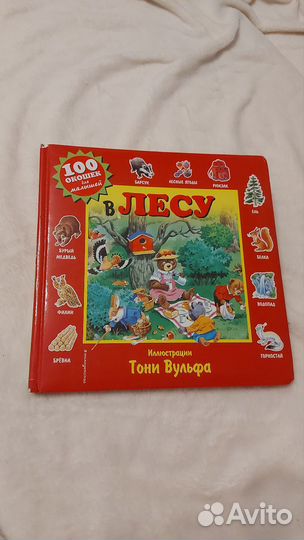 100
ОКОШЕК
для
малышей
БАРСУК
ЛЕСНЫЕ ЯГОДЫ
РЮКЗАК
В ЛЕСУ
ЕЛЬ
БУРЫЙ
МЕДВЕДЬ
БЕЛКА
ФИЛИН
ВОДОПАД
БРЁВНА
ГОРНОСТАЙ
Иллюстрации
Тони Вульфа
Avito